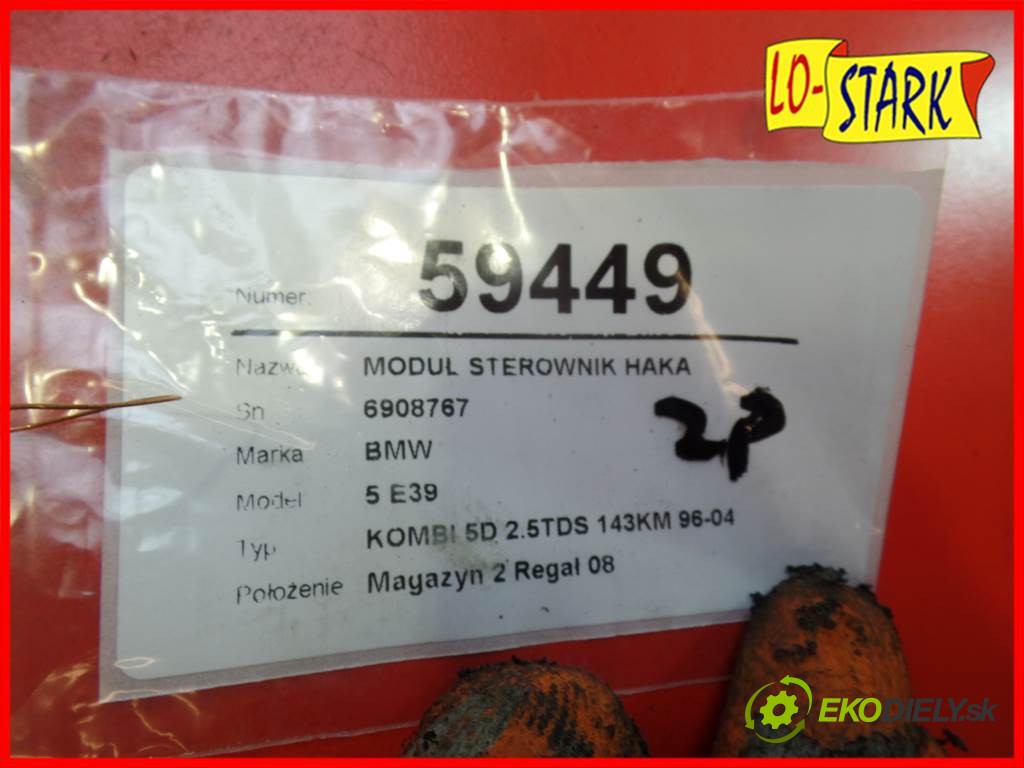 LO-STARK
Numer: 59449
Nazwa MODUŁ STEROWNIK HAKA
Sn 6908767
Marka BMW
Model 5 E39
Typ KOMBI 5D 2.5TDS 143KM 96-04
Położenie Magazyn 2 Regał 08
2P
EKODIELY.sk